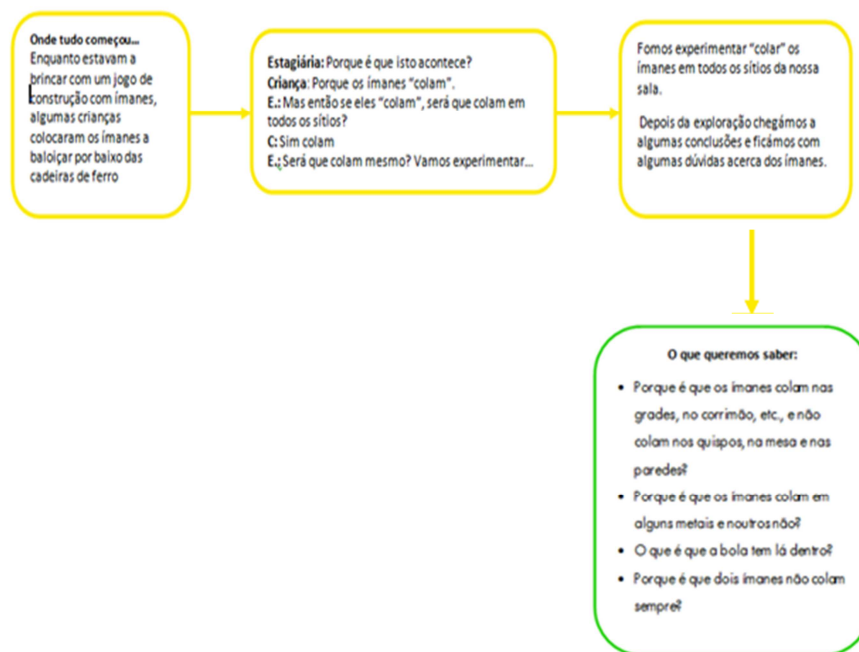 Onde tudo começou...
Enquanto estavam a
brincar com um jogo de
construção com ímanes,
algumas crianças
colocaram os ímanes a
baloiçar por baixo das
cadeiras de ferro
Estagiária: Porque é que isto acontece?
Criança: Porque os ímanes "colam".
E.: Mas então se eles "colam", será que colam em
todos os sítios?
C: Sim colam
E.: Será que colam mesmo? Vamos experimentar...
Fomos experimentar "colar" os
ímanes em todos os sítios da nossa
sala.
Depois da exploração chegámos a
algumas conclusões e ficámos com
algumas dúvidas acerca dos ímanes.
O que queremos saber:
• Porque é que os ímanes colam nas
grades, no corrimão, etc., e não
colam nos quispos, na mesa e nas
paredes?
• Porque é que os ímanes colam em
alguns metais e noutros não?
• O que é que a bola tem lá dentro?
• Porque é que dois ímanes não colam
sempre?